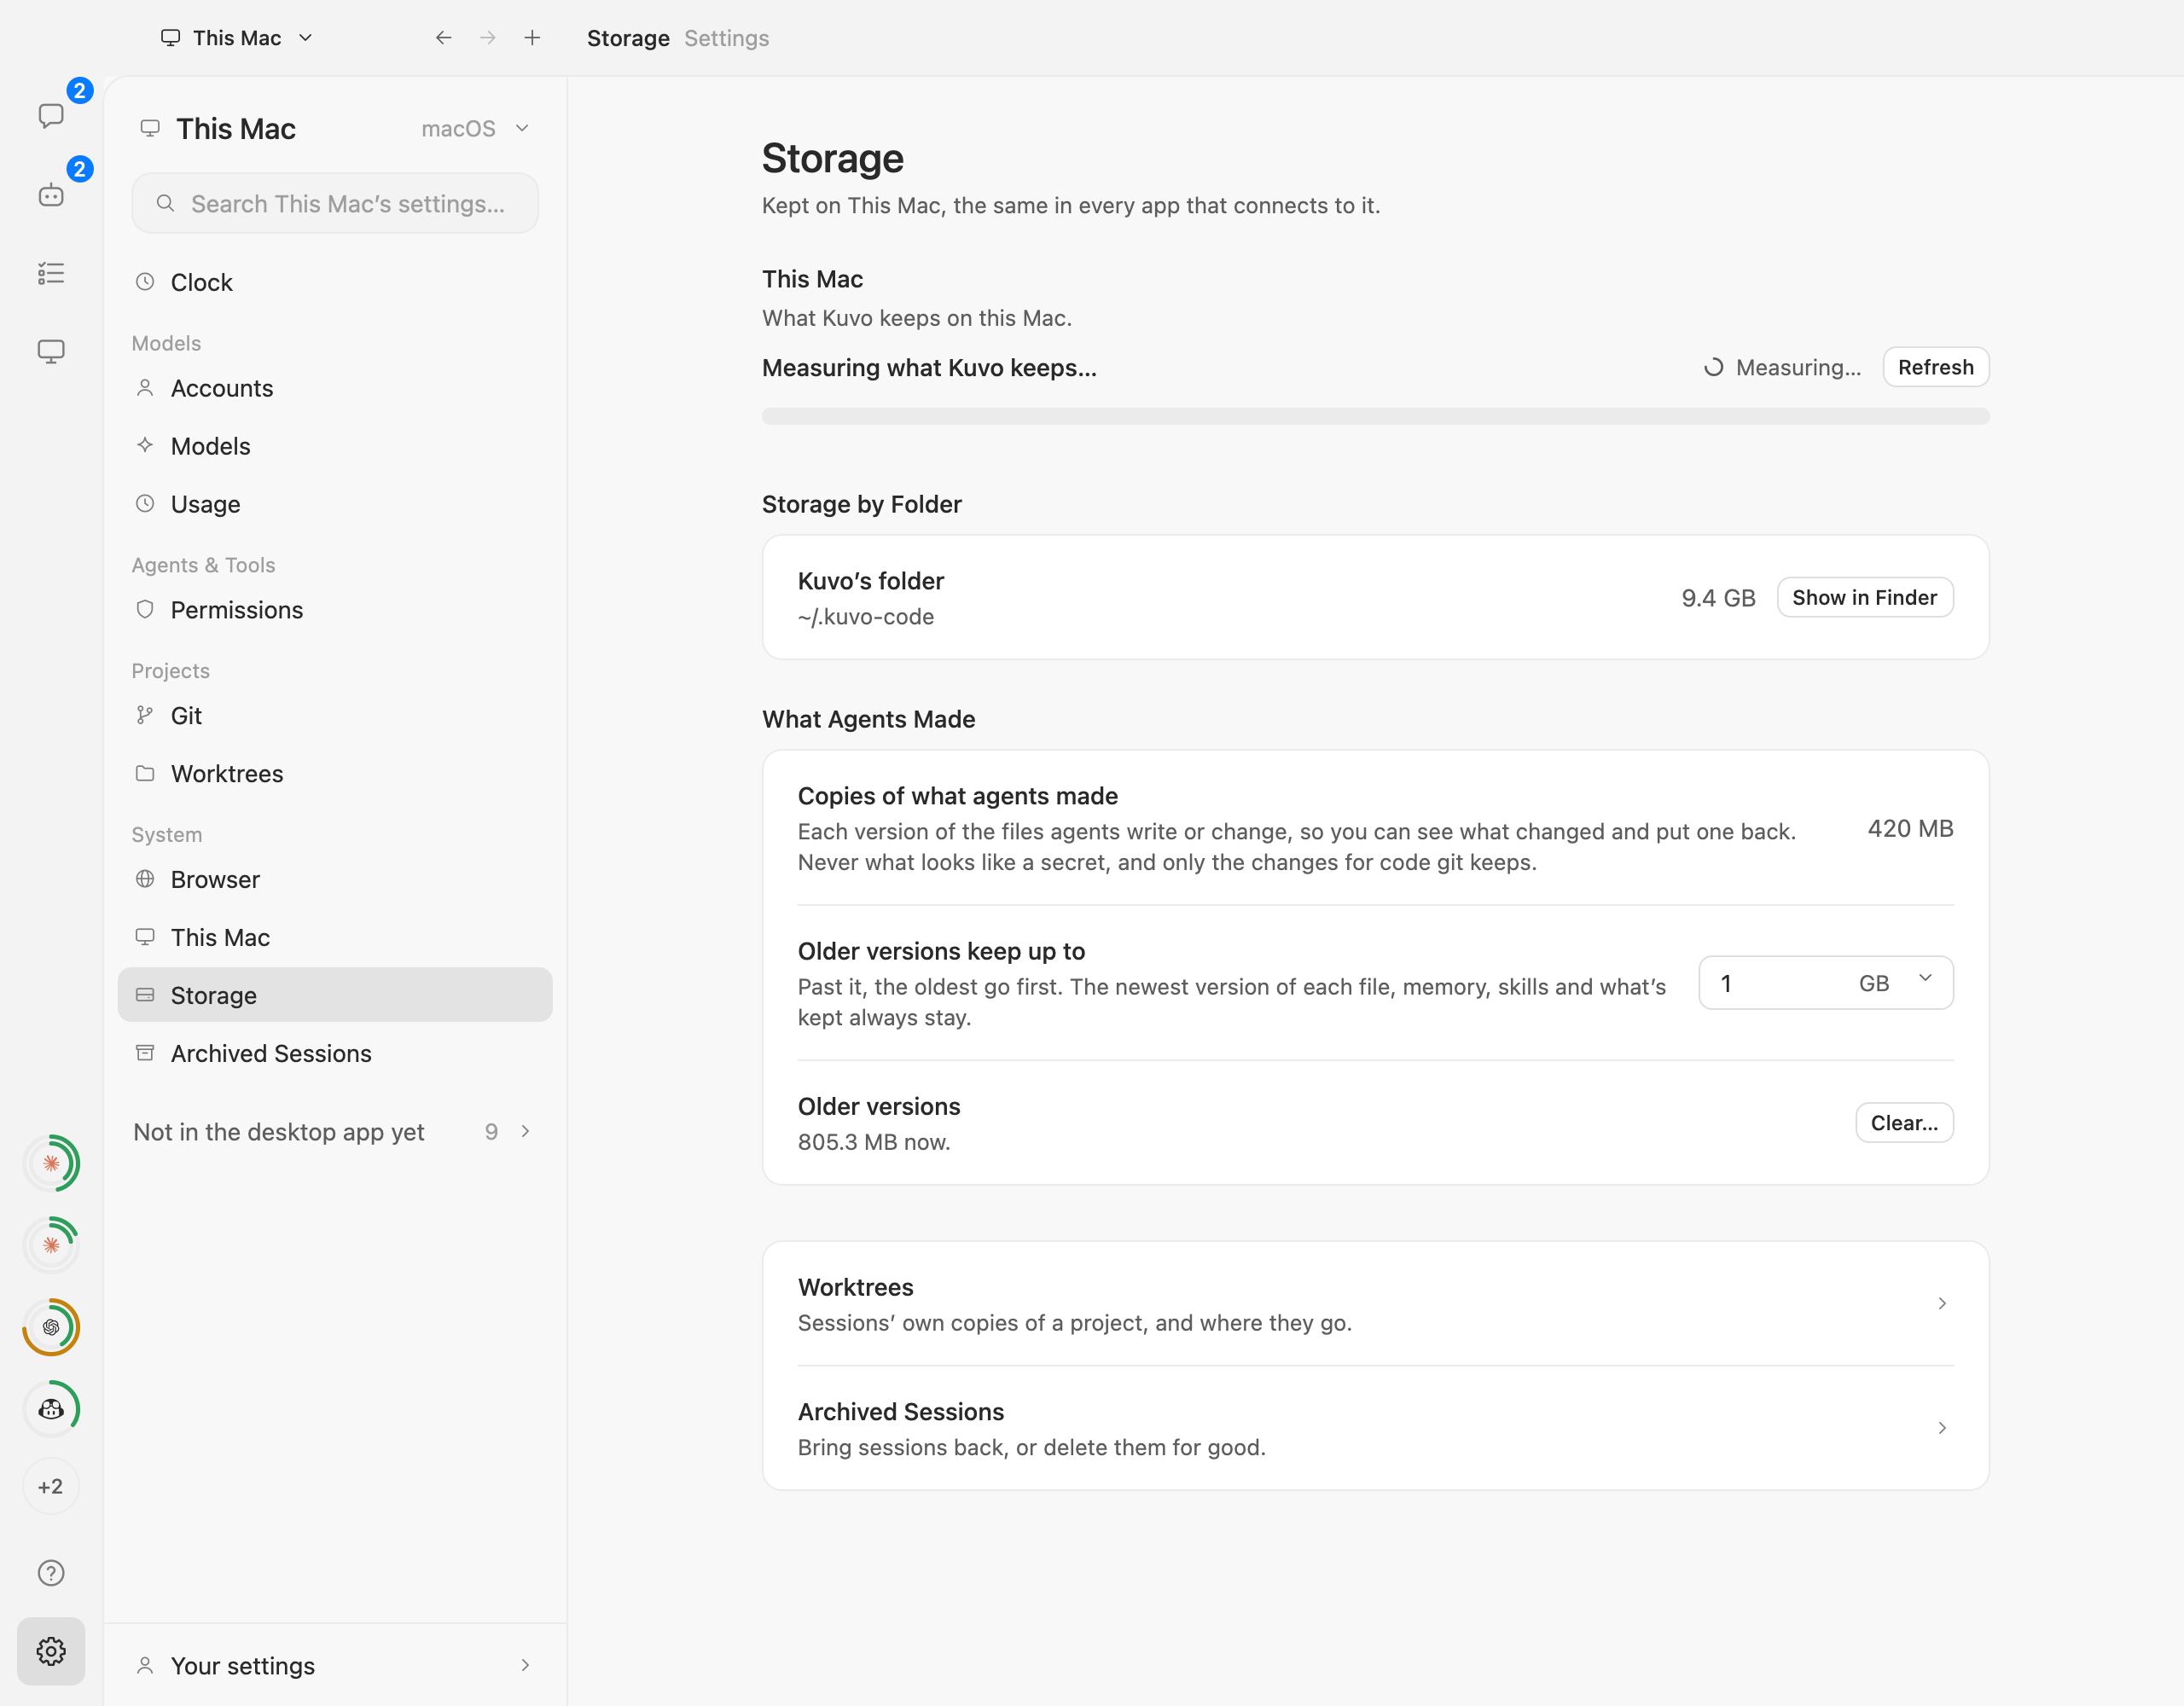 This Mac
Storage Settings
2
2
This Mac macOS
Search This Mac’s settings...
Clock
Models
Accounts
Models
Usage
Agents & Tools
Permissions
Projects
Git
Worktrees
System
Browser
This Mac
Storage
Archived Sessions
Not in the desktop app yet 9
+2
Your settings
Storage
Kept on This Mac, the same in every app that connects to it.
This Mac
What Kuvo keeps on this Mac.
Measuring what Kuvo keeps... Measuring... Refresh
Storage by Folder
Kuvo’s folder
~/.kuvo-code
9.4 GB Show in Finder
What Agents Made
Copies of what agents made
Each version of the files agents write or change, so you can see what changed and put one back.
Never what looks like a secret, and only the changes for code git keeps.
420 MB
Older versions keep up to
Past it, the oldest go first. The newest version of each file, memory, skills and what’s
kept always stay.
1 GB
Older versions
805.3 MB now.
Clear...
Worktrees
Sessions’ own copies of a project, and where they go.
Archived Sessions
Bring sessions back, or delete them for good.